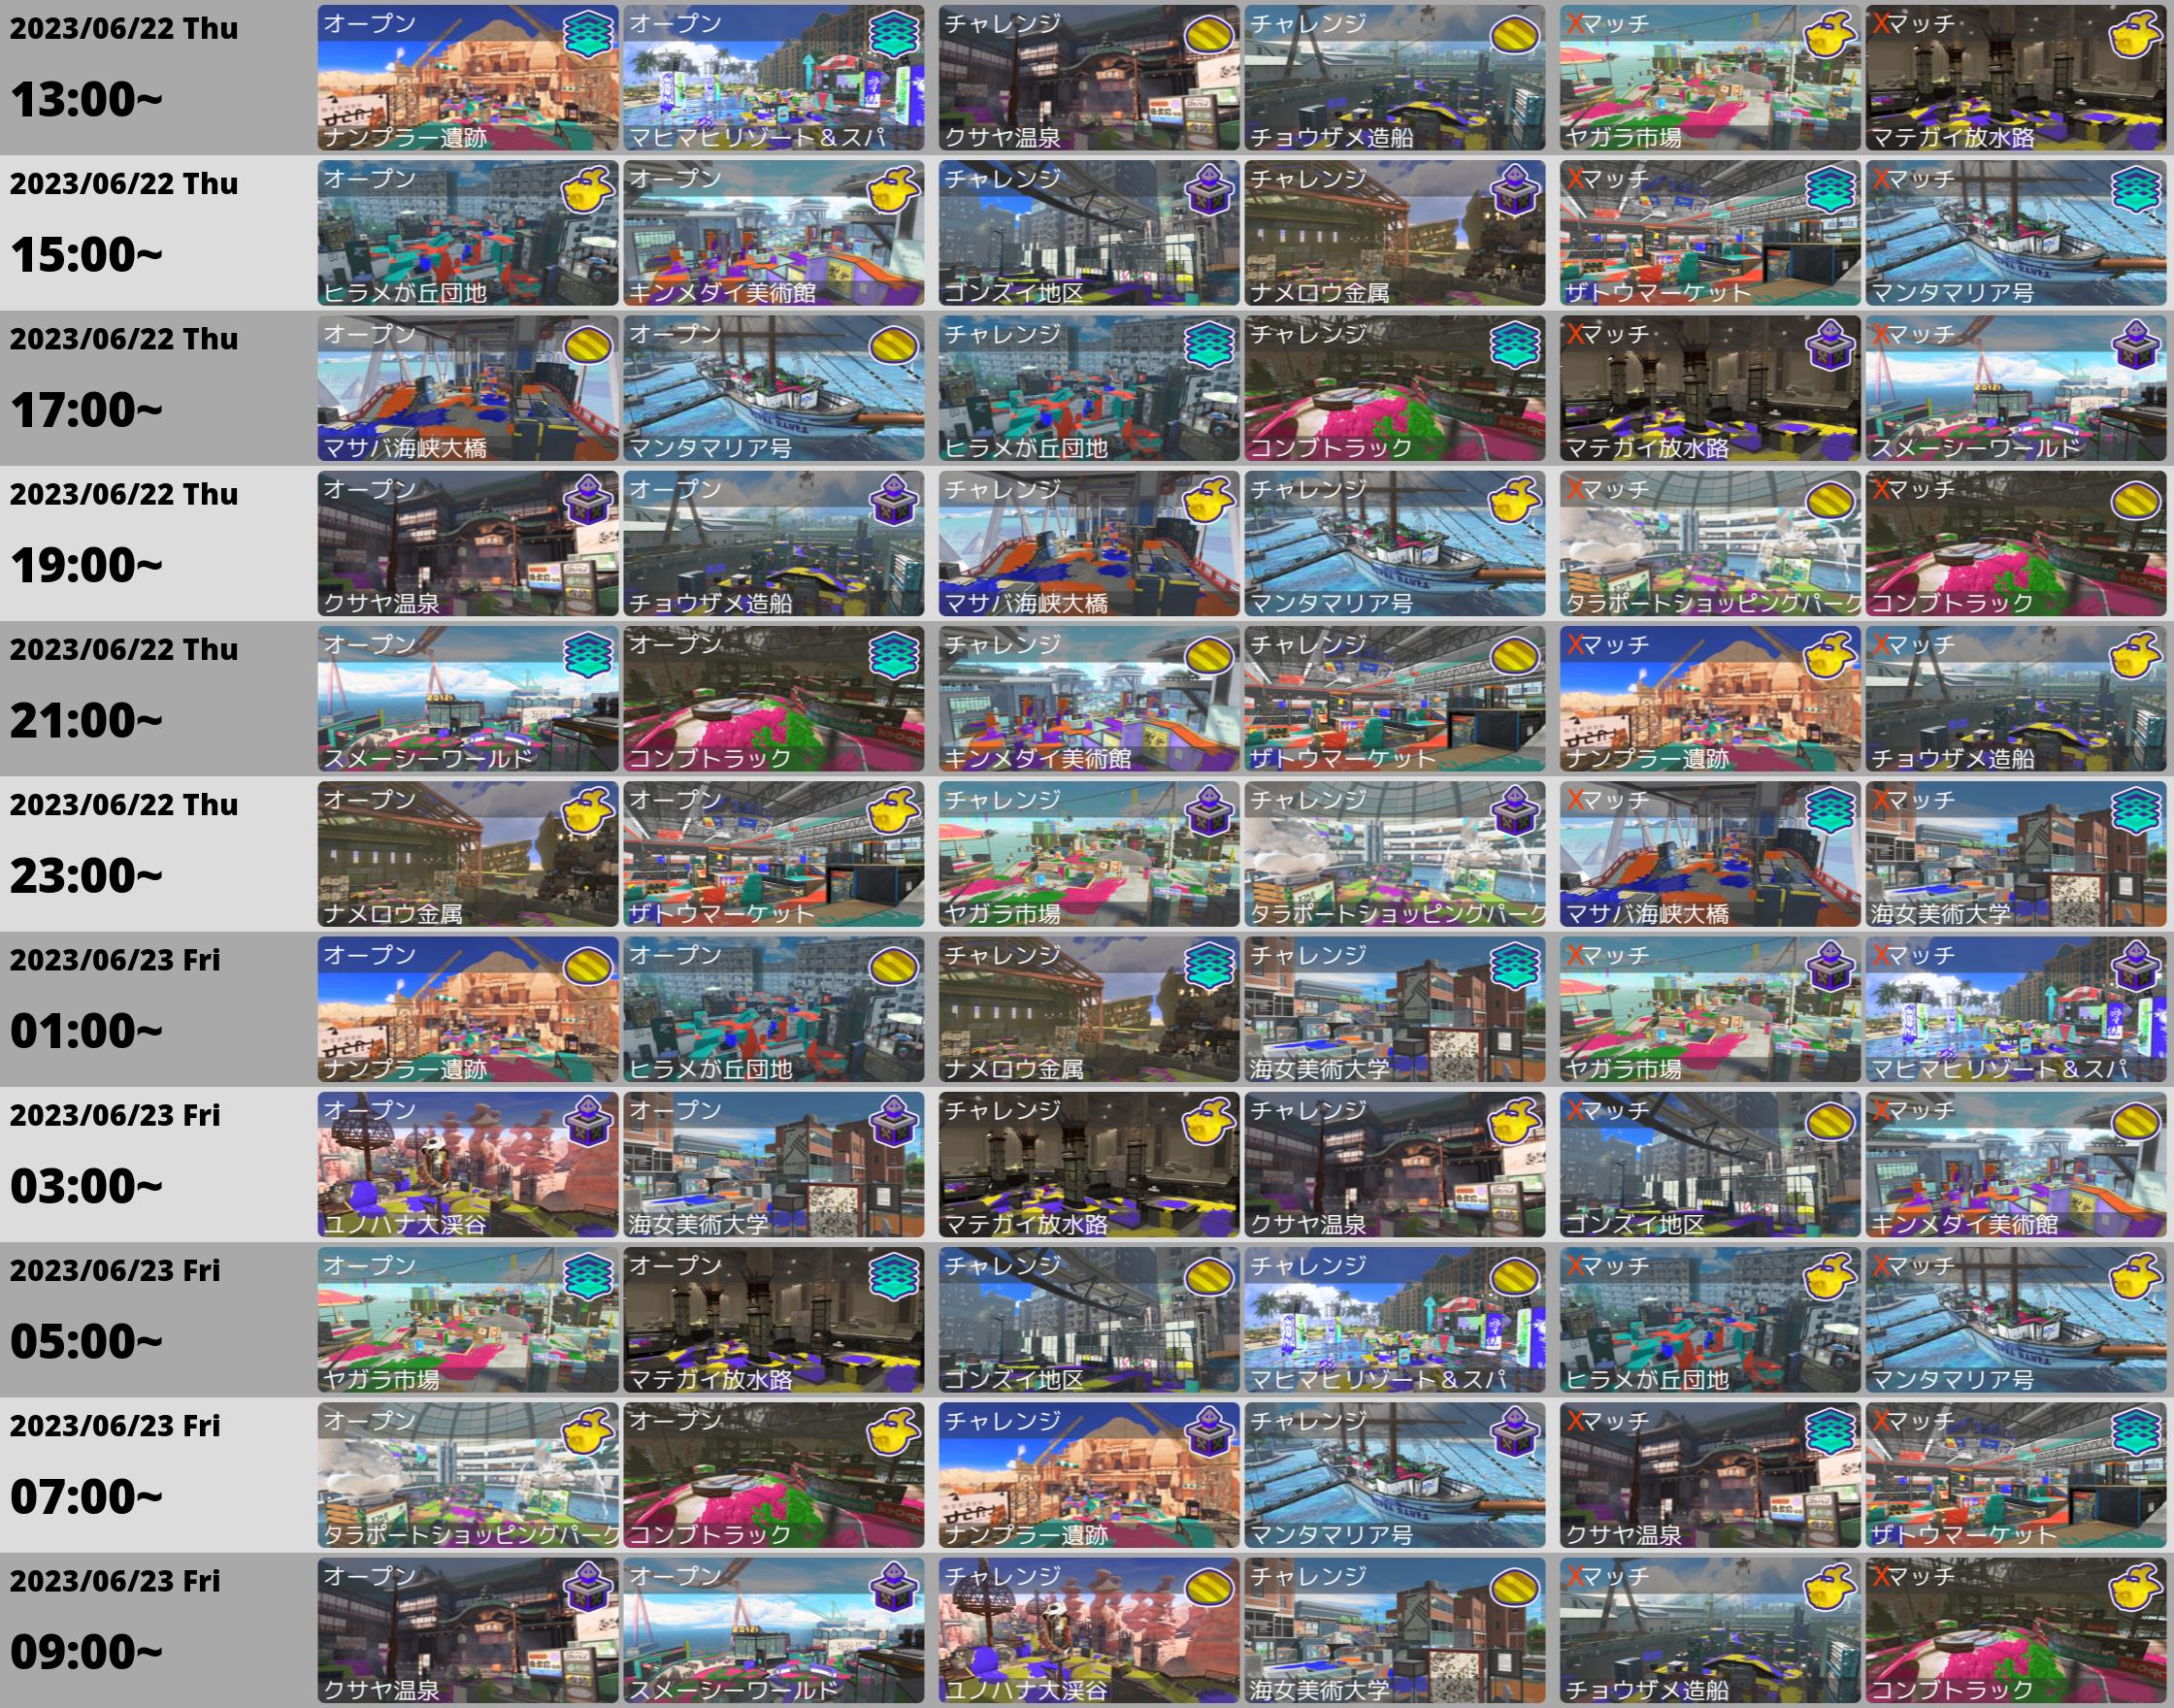 2023/06/22 Thu
13:00~
オープン オープン チャレンジ チャレンジ Xマッチ Xマッチ
ナンプラー遺跡 マヒマヒリゾート＆スパ クサヤ温泉 チョウザメ造船 ヤガラ市場 マテガイ放水路
2023/06/22 Thu
15:00~
オープン オープン チャレンジ チャレンジ Xマッチ Xマッチ
ヒラメが丘団地 キンメダイ美術館 ゴンズイ地区 ナメロウ金属 ザトウマーケット マンタマリア号
2023/06/22 Thu
17:00~
オープン オープン チャレンジ チャレンジ Xマッチ Xマッチ
マサバ海峡大橋 マンタマリア号 ヒラメが丘団地 コンブトラック マテガイ放水路 スメーシーワールド
2023/06/22 Thu
19:00~
オープン オープン チャレンジ チャレンジ Xマッチ Xマッチ
クサヤ温泉 チョウザメ造船 マサバ海峡大橋 マンタマリア号 タラポートショッピングパーク コンブトラック
2023/06/22 Thu
21:00~
オープン オープン チャレンジ チャレンジ Xマッチ Xマッチ
スメーシーワールド コンブトラック キンメダイ美術館 ザトウマーケット ナンプラー遺跡 チョウザメ造船
2023/06/22 Thu
23:00~
オープン オープン チャレンジ チャレンジ Xマッチ Xマッチ
ナメロウ金属 ザトウマーケット ヤガラ市場 タラポートショッピングパーク マサバ海峡大橋 海女美術大学
2023/06/23 Fri
01:00~
オープン オープン チャレンジ チャレンジ Xマッチ Xマッチ
ナンプラー遺跡 ヒラメが丘団地 ナメロウ金属 海女美術大学 ヤガラ市場 マヒマヒリゾート＆スパ
2023/06/23 Fri
03:00~
オープン オープン チャレンジ チャレンジ Xマッチ Xマッチ
ユノハナ大渓谷 海女美術大学 マテガイ放水路 クサヤ温泉 ゴンズイ地区 キンメダイ美術館
2023/06/23 Fri
05:00~
オープン オープン チャレンジ チャレンジ Xマッチ Xマッチ
ヤガラ市場 マテガイ放水路 ゴンズイ地区 マヒマヒリゾート＆スパ ヒラメが丘団地 マンタマリア号
2023/06/23 Fri
07:00~
オープン オープン チャレンジ チャレンジ Xマッチ Xマッチ
タラポートショッピングパーク コンブトラック ナンプラー遺跡 マンタマリア号 クサヤ温泉 ザトウマーケット
2023/06/23 Fri
09:00~
オープン オープン チャレンジ チャレンジ Xマッチ Xマッチ
クサヤ温泉 スメーシーワールド ユノハナ大渓谷 海女美術大学 チョウザメ造船 コンブトラック